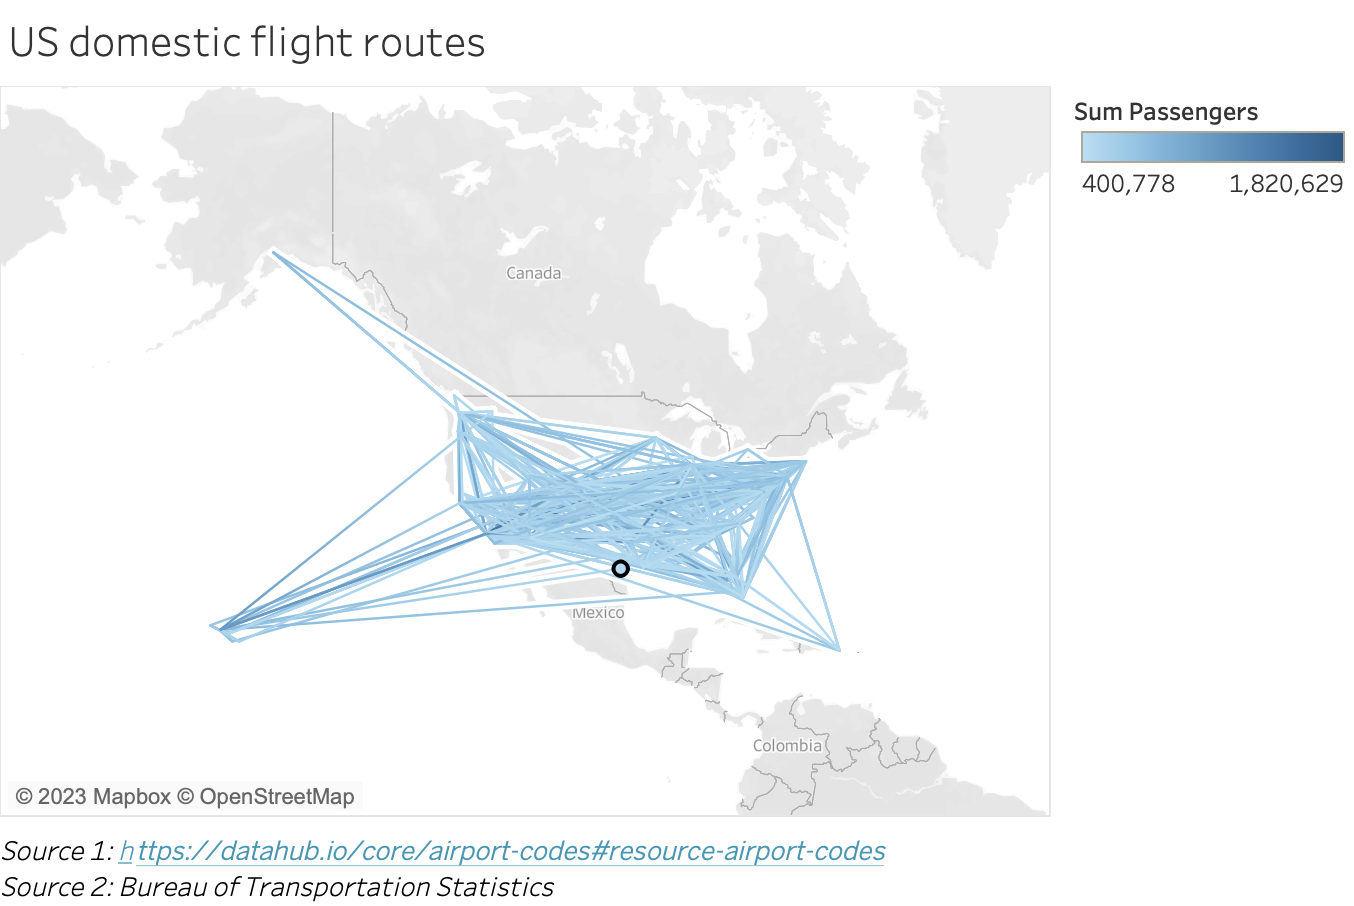 US domestic flight routes
Sum Passengers
400,778 1,820,629
Canada
Mexico
Colombia
© 2023 Mapbox © OpenStreetMap
Source 1: https://datahub.io/core/airport-codes#resource-airport-codes
Source 2: Bureau of Transportation Statistics